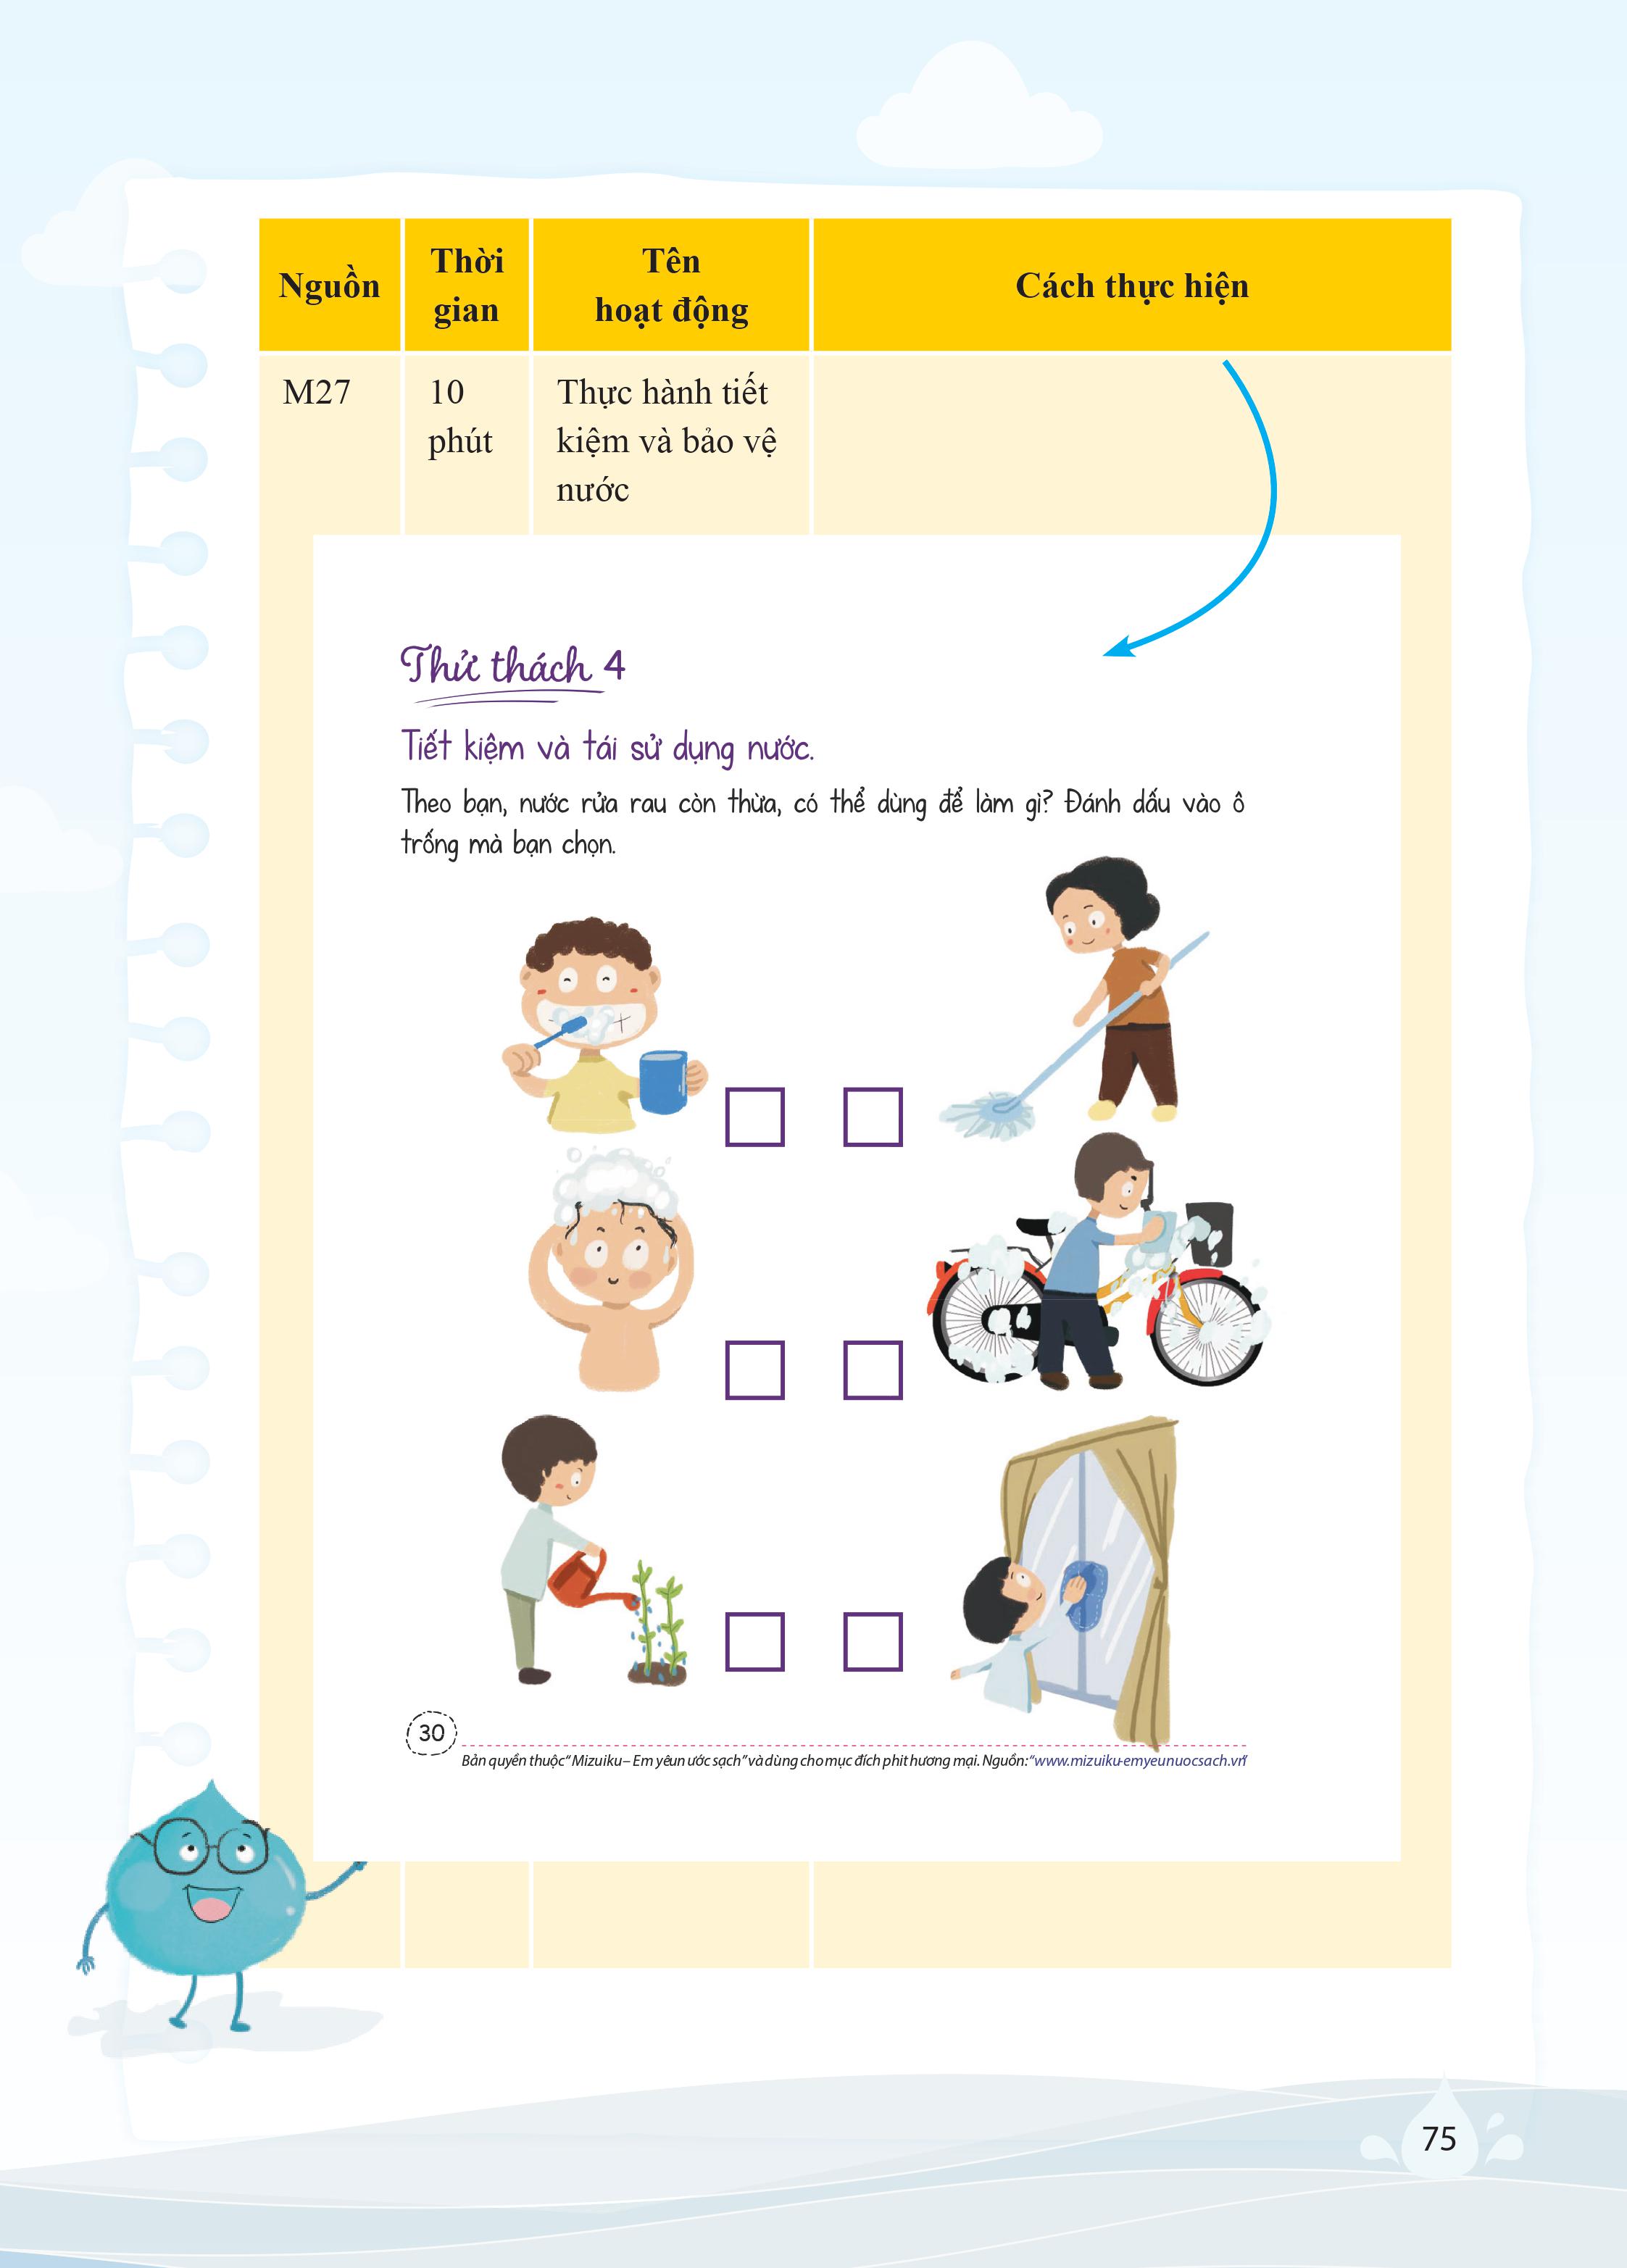 Nguồn
Thời
gian
Tên
hoạt động
Cách thực hiện
M27
10
phút
Thực hành tiết
kiệm và bảo vệ
nước
Thử thách 4
Tiết kiệm và tái sử dụng nước.
Theo bạn, nước rửa rau còn thừa, có thể dùng để làm gì? Đánh dấu vào ô
trống mà bạn chọn.
30
Bản quyền thuộc “Mizuiku – Em yêu nước sạch” và dùng cho mục đích phi thương mại. Nguồn: “www.mizuiku-emyeunuocsach.vn”
75